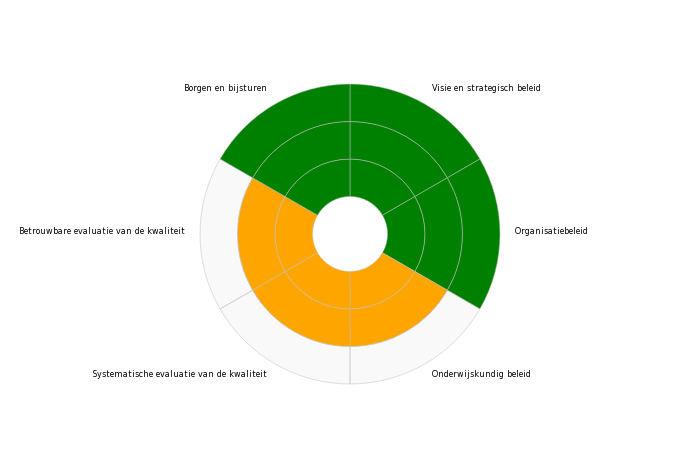 Borgen en bijsturen
Visie en strategisch beleid
Betrouwbare evaluatie van de kwaliteit
Organisatiebeleid
Systematische evaluatie van de kwaliteit
Onderwijskundig beleid